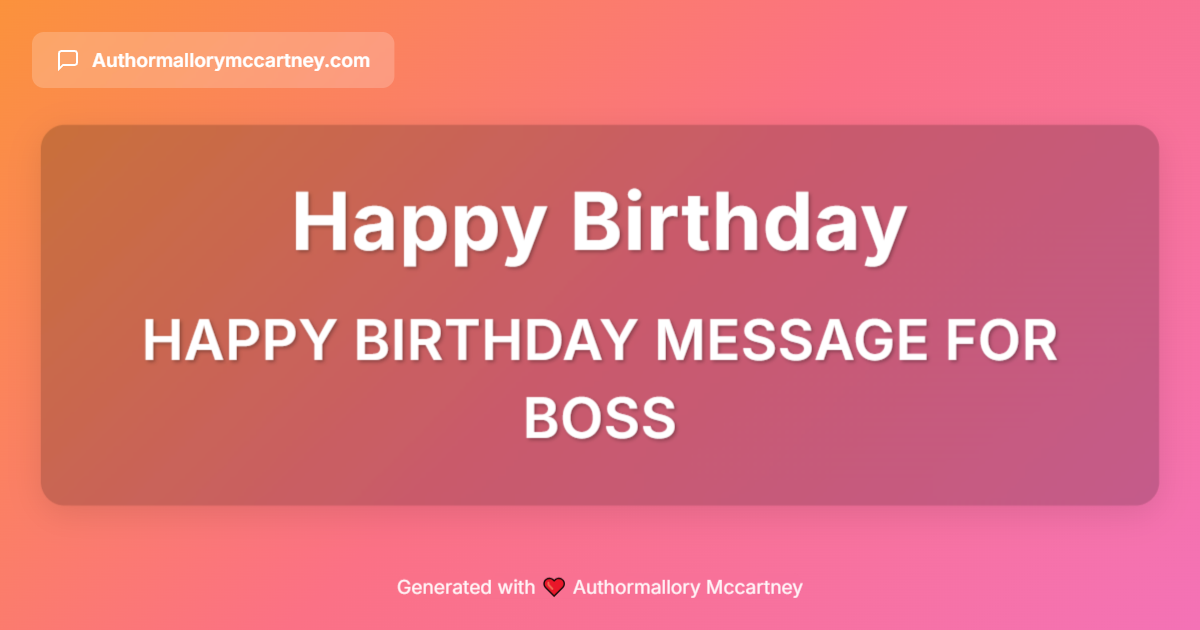 Authormallorymccartney.com
Happy Birthday
HAPPY BIRTHDAY MESSAGE FOR
BOSS
Generated with ❤️ Authormallory Mccartney